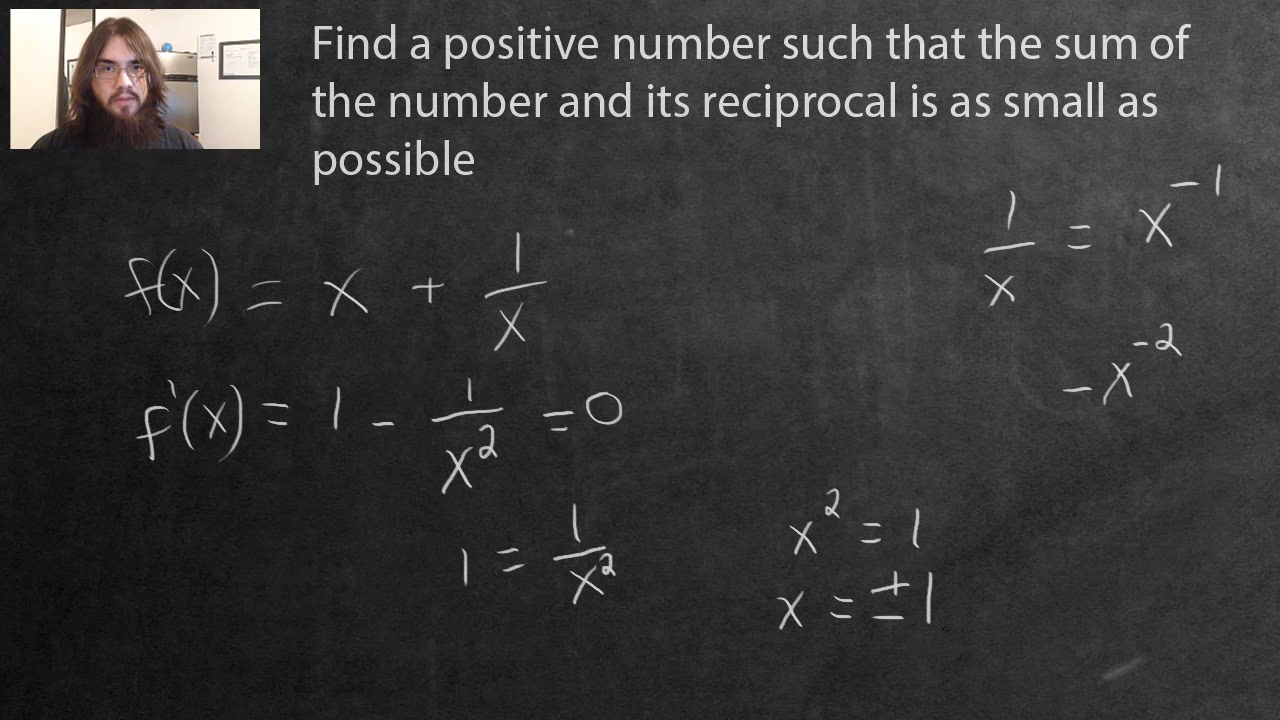 Find a positive number such that the sum of
the number and its reciprocal is as small as
possible
f(x) = x + 1/x
1/x = x^-1
-x^-2
f'(x) = 1 - 1/x^2 = 0
1 = 1/x^2
x^2 = 1
x = ±1